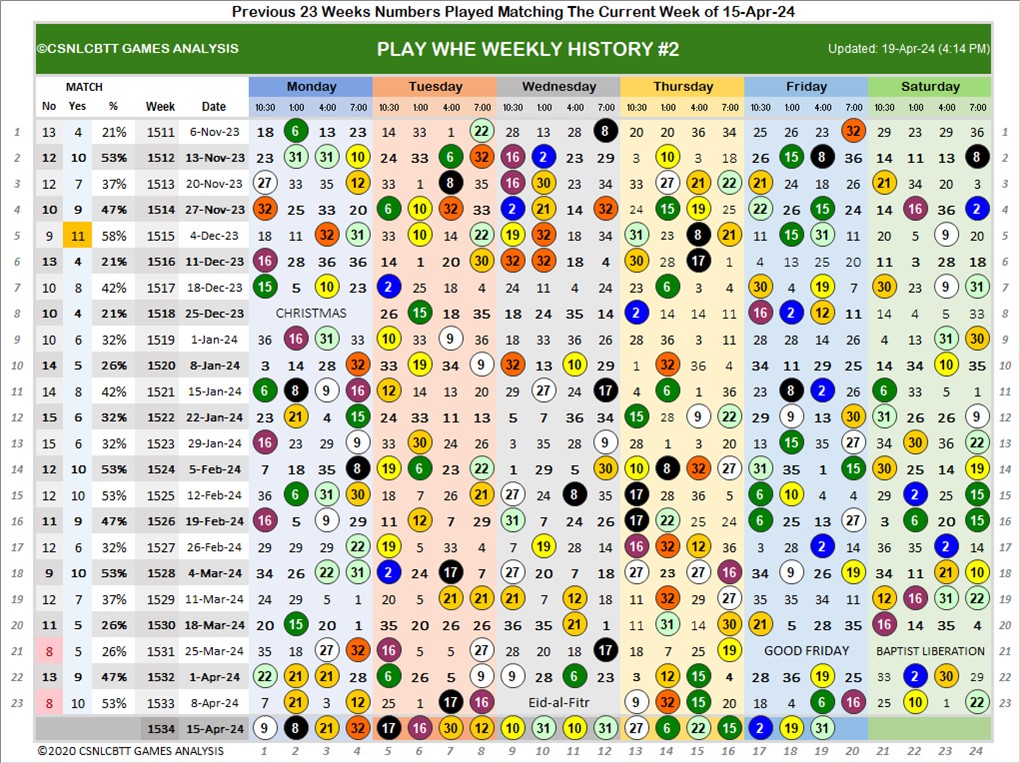 Previous 23 Weeks Numbers Played Matching The Current Week of 15-Apr-24
©CSNLCBTT GAMES ANALYSIS PLAY WHE WEEKLY HISTORY #2 Updated: 19-Apr-24 (4:14 PM)
MATCH Monday Tuesday Wednesday Thursday Friday Saturday
No Yes % Week Date 10:30 1:00 4:00 7:00 10:30 1:00 4:00 7:00 10:30 1:00 4:00 7:00 10:30 1:00 4:00 7:00 10:30 1:00 4:00 7:00 10:30 1:00 4:00 7:00
1 13 4 21% 1511 6-Nov-23 18 6 13 23 14 33 1 22 28 13 28 8 20 20 36 34 25 26 23 32 29 23 29 36 1
2 12 10 53% 1512 13-Nov-23 23 31 31 10 24 33 6 32 16 2 23 29 3 10 3 18 26 15 8 36 14 11 13 8 2
3 12 7 37% 1513 20-Nov-23 27 33 35 12 33 1 8 35 16 30 23 34 33 27 21 22 21 24 18 26 21 34 20 3 3
4 10 9 47% 1514 27-Nov-23 32 25 33 20 6 10 32 33 2 21 14 32 24 15 19 25 22 26 15 24 14 16 36 2 4
5 9 11 58% 1515 4-Dec-23 18 11 32 31 33 10 14 22 19 32 18 34 31 23 8 21 11 15 31 11 20 5 9 20 5
6 13 4 21% 1516 11-Dec-23 16 28 36 36 14 1 20 30 32 32 18 4 30 28 17 1 4 13 25 20 11 3 28 18 6
7 10 8 42% 1517 18-Dec-23 15 5 10 23 2 25 18 7 24 11 4 24 23 6 3 4 30 4 19 7 30 23 9 31 7
8 10 4 21% 1518 25-Dec-23 CHRISTMAS 26 15 18 35 18 24 35 14 2 14 14 11 16 2 12 11 14 4 5 33 8
9 10 6 32% 1519 1-Jan-24 36 16 31 33 10 33 9 36 18 33 36 26 28 36 3 11 28 28 14 26 4 13 31 30 9
10 14 5 26% 1520 8-Jan-24 3 14 28 32 33 19 34 9 32 13 10 29 1 32 4 36 34 11 29 25 14 34 10 35 10
11 14 8 42% 1521 15-Jan-24 6 8 9 16 12 14 13 20 29 27 24 17 4 6 11 36 23 8 2 26 6 33 5 1 11
12 15 6 32% 1522 22-Jan-24 23 21 4 15 24 33 11 13 5 7 36 34 15 28 9 22 29 9 13 30 31 26 26 9 12
13 15 6 32% 1523 29-Jan-24 16 23 29 9 33 30 24 26 3 35 28 9 28 1 3 20 13 15 35 27 34 30 36 22 13
14 12 10 53% 1524 5-Feb-24 7 18 35 8 19 6 23 22 1 29 5 30 10 8 32 27 31 35 1 15 30 25 14 19 14
15 12 10 53% 1525 12-Feb-24 36 6 31 30 18 7 26 21 27 24 8 35 17 28 36 5 6 10 4 4 29 2 25 15 15
16 11 9 47% 1526 19-Feb-24 16 5 9 29 11 12 7 29 31 7 24 26 17 22 25 24 6 25 13 27 3 6 20 15 16
17 12 6 32% 1527 26-Feb-24 29 29 29 22 19 5 33 4 7 19 28 14 16 32 12 36 3 28 2 14 36 35 2 14 17
18 9 10 53% 1528 4-Mar-24 34 26 22 31 2 24 17 7 27 20 7 18 27 23 27 16 34 9 26 19 34 11 21 10 18
19 12 7 37% 1529 11-Mar-24 24 29 5 1 20 5 21 21 21 7 12 18 11 32 29 27 35 35 34 11 12 16 31 22 19
20 11 5 26% 1530 18-Mar-24 20 15 20 1 35 20 26 26 36 35 21 1 11 31 14 30 21 5 28 35 16 14 35 4 20
21 8 5 26% 1531 25-Mar-24 35 18 27 32 16 5 5 27 28 20 18 17 18 7 25 19 GOOD FRIDAY BAPTIST LIBERATION 21
22 13 9 47% 1532 1-Apr-24 22 21 21 28 6 26 5 9 9 28 6 23 3 12 15 4 28 36 19 25 33 2 30 29 22
23 8 10 53% 1533 8-Apr-24 7 21 3 12 25 1 17 16 Eid-al-Fitr 9 32 15 20 18 4 6 16 25 10 1 22 23
1534 15-Apr-24 9 8 21 32 17 16 30 12 10 31 10 31 27 6 22 15 2 19 31
©2020 CSNLCBTT GAMES ANALYSIS 1 2 3 4 5 6 7 8 9 10 11 12 13 14 15 16 17 18 19 20 21 22 23 24